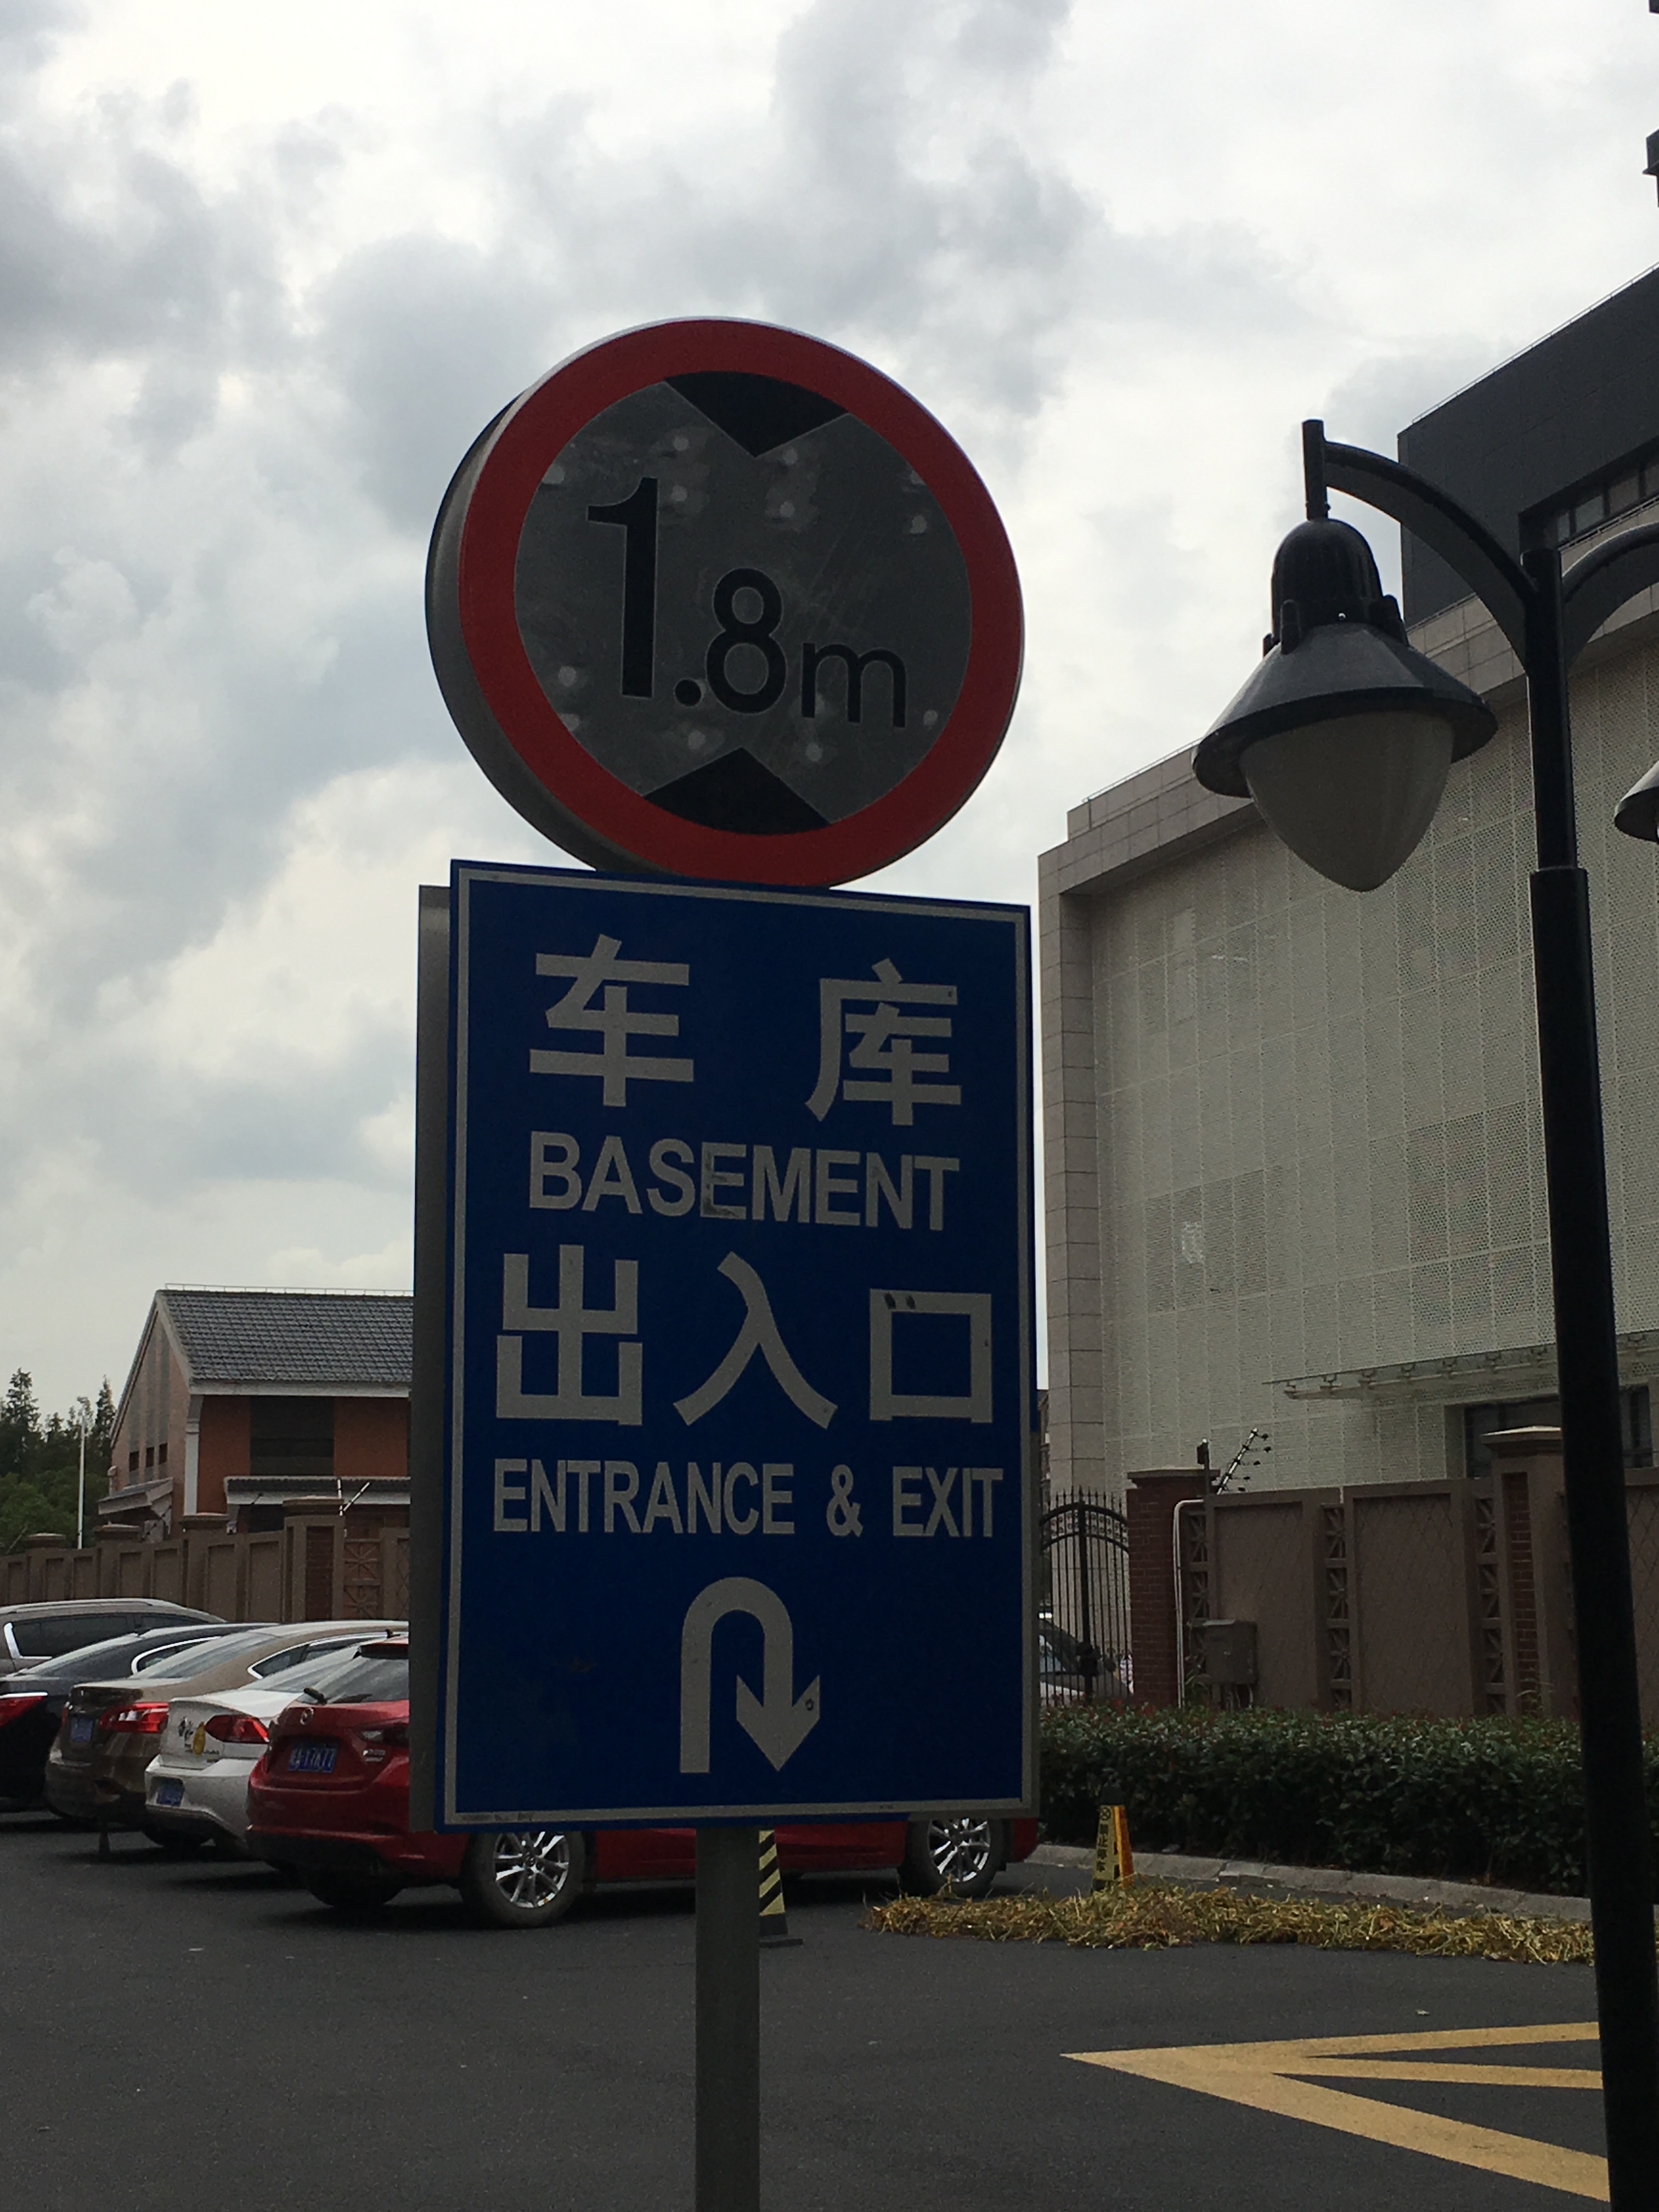 1.8m
车 库
BASEMENT
出入口
ENTRANCE & EXIT